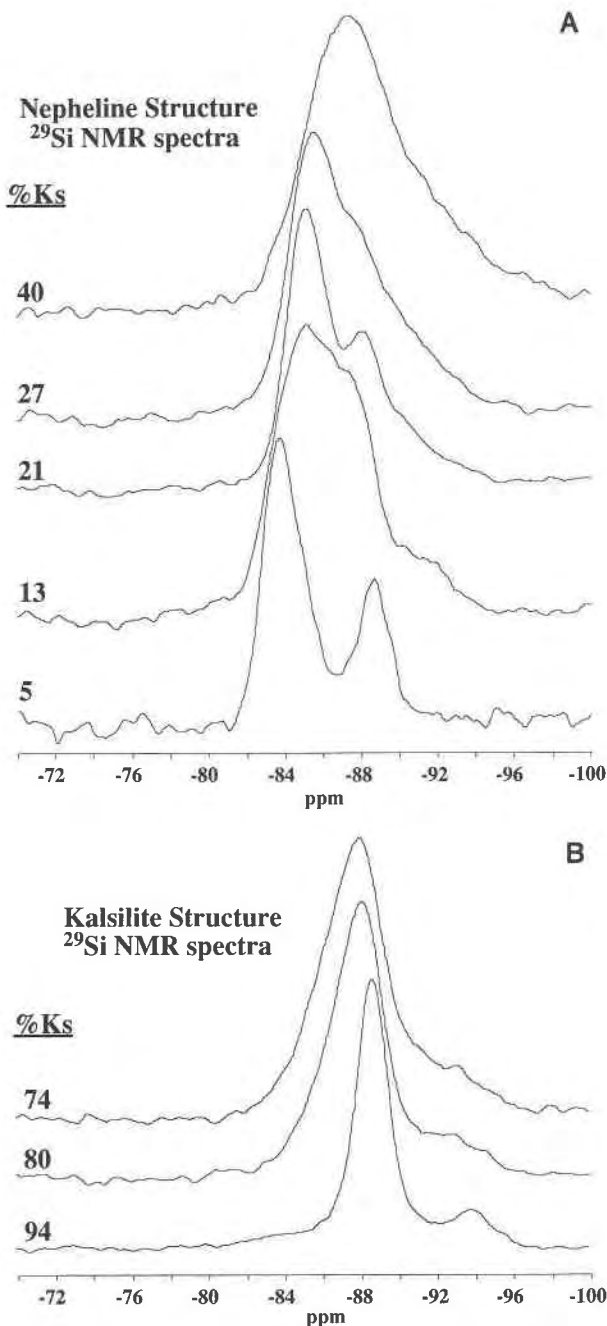 A
Nepheline Structure
²⁹Si NMR spectra
%Ks
40
27
21
13
5
-72 -76 -80 -84 -88 -92 -96 -100
ppm
B
Kalsilite Structure
²⁹Si NMR spectra
%Ks
74
80
94
-72 -76 -80 -84 -88 -92 -96 -100
ppm